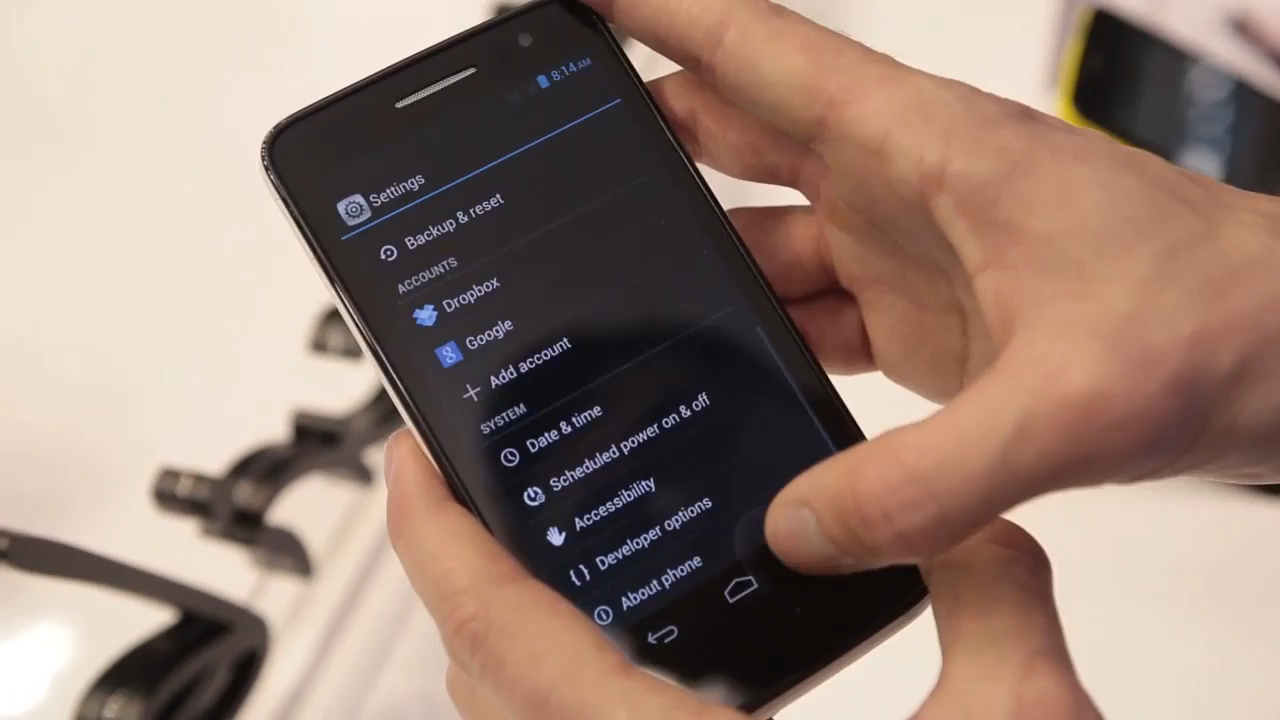 8:14 AM
Settings
Backup & reset
ACCOUNTS
Dropbox
Google
Add account
SYSTEM
Date & time
Scheduled power on & off
Accessibility
Developer options
About phone